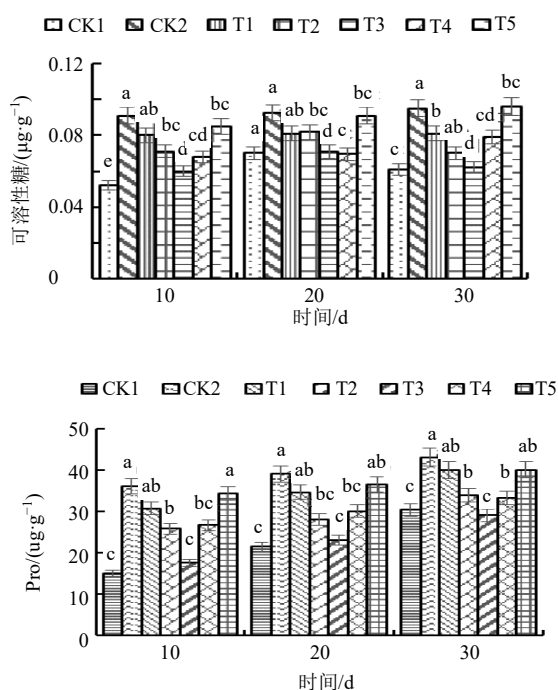 CK1 CK2 T1 T2 T3 T4 T5
0.12
0.08
0.04
0
可溶性糖/(μg·g⁻¹)
e a ab bc d cd bc
a a ab bc d c bc
c a b ab d cd bc
10 20 30
时间/d
CK1 CK2 T1 T2 T3 T4 T5
50
40
30
20
10
0
Pro/(ug·g⁻¹)
c a ab b c bc a
c a ab bc c bc ab
c a ab b c b ab
10 20 30
时间/d